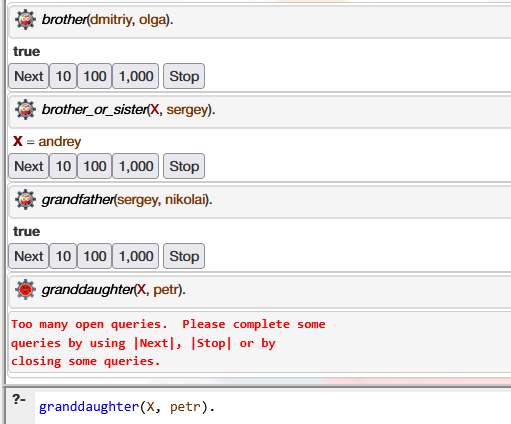 brother(dmitriy, olga).
true
Next 10 100 1,000 Stop
brother_or_sister(X, sergey).
X = andrey
Next 10 100 1,000 Stop
grandfather(sergey, nikolai).
true
Next 10 100 1,000 Stop
granddaughter(X, petr).
Too many open queries. Please complete some
queries by using |Next|, |Stop| or by
closing some queries.
?- granddaughter(X, petr).